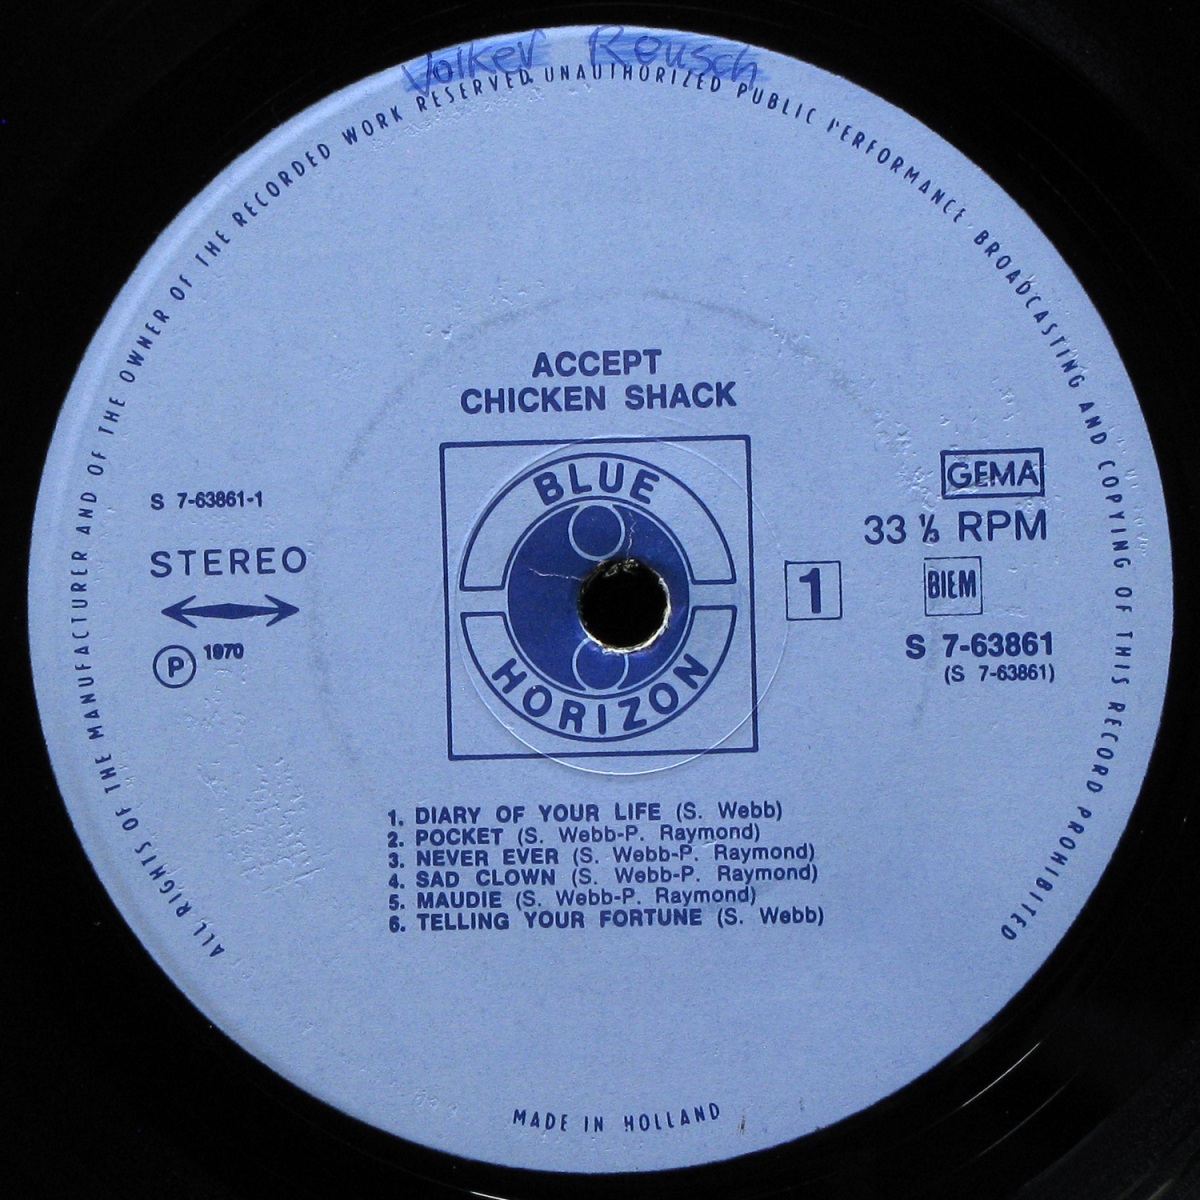 Volker Reusch
ALL RIGHTS OF THE MANUFACTURER AND OF THE OWNER OF THE RECORDED WORK RESERVED. UNAUTHORIZED PUBLIC PERFORMANCE. BROADCASTING AND COPYING OF THIS RECORD PROHIBITED
ACCEPT
CHICKEN SHACK
BLUE
HORIZON
S 7-63861-1
STEREO
P 1970
1
GEMA
33 ⅓ RPM
BIEM
S 7-63861
(S 7-63861)
1. DIARY OF YOUR LIFE (S. Webb)
2. POCKET (S. Webb-P. Raymond)
3. NEVER EVER (S. Webb-P. Raymond)
4. SAD CLOWN (S. Webb-P. Raymond)
5. MAUDIE (S. Webb-P. Raymond)
6. TELLING YOUR FORTUNE (S. Webb)
MADE IN HOLLAND